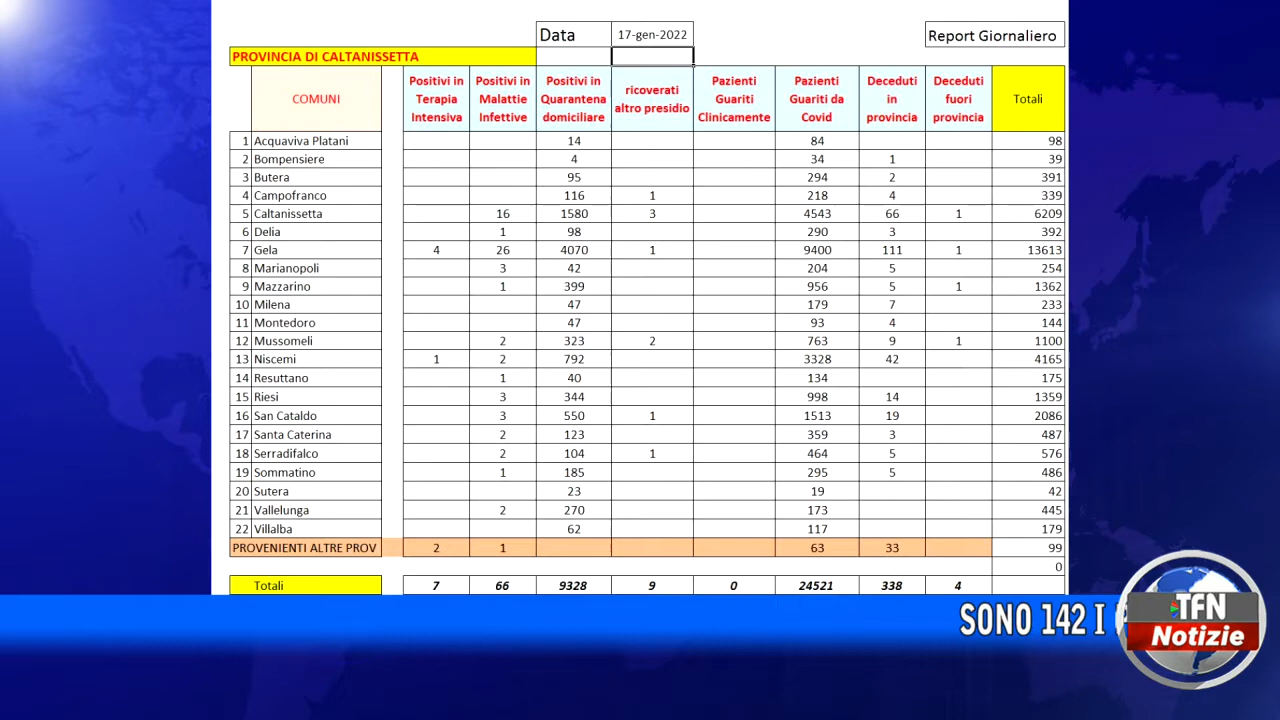 Data 17-gen-2022 Report Giornaliero
PROVINCIA DI CALTANISSETTA
COMUNI Positivi in Terapia Intensiva Positivi in Malattie Infettive Positivi in Quarantena domiciliare ricoverati altro presidio Pazienti Guariti Clinicamente Pazienti Guariti da Covid Deceduti in provincia Deceduti fuori provincia Totali
1 Acquaviva Platani 14 84 98
2 Bompensiere 4 34 1 39
3 Butera 95 294 2 391
4 Campofranco 116 1 218 4 339
5 Caltanissetta 16 1580 3 4543 66 1 6209
6 Delia 1 98 290 3 392
7 Gela 4 26 4070 1 9400 111 1 13613
8 Marianopoli 3 42 204 5 254
9 Mazzarino 1 399 956 5 1 1362
10 Milena 47 179 7 233
11 Montedoro 47 93 4 144
12 Mussomeli 2 323 2 763 9 1 1100
13 Niscemi 1 2 792 3328 42 4165
14 Resuttano 1 40 134 175
15 Riesi 3 344 998 14 1359
16 San Cataldo 3 550 1 1513 19 2086
17 Santa Caterina 2 123 359 3 487
18 Serradifalco 2 104 1 464 5 576
19 Sommatino 1 185 295 5 486
20 Sutera 23 19 42
21 Vallelunga 2 270 173 445
22 Villalba 62 117 179
PROVENIENTI ALTRE PROV 2 1 63 33 99
0
Totali 7 66 9328 9 0 24521 338 4
SONO 142 I
TFN
Notizie